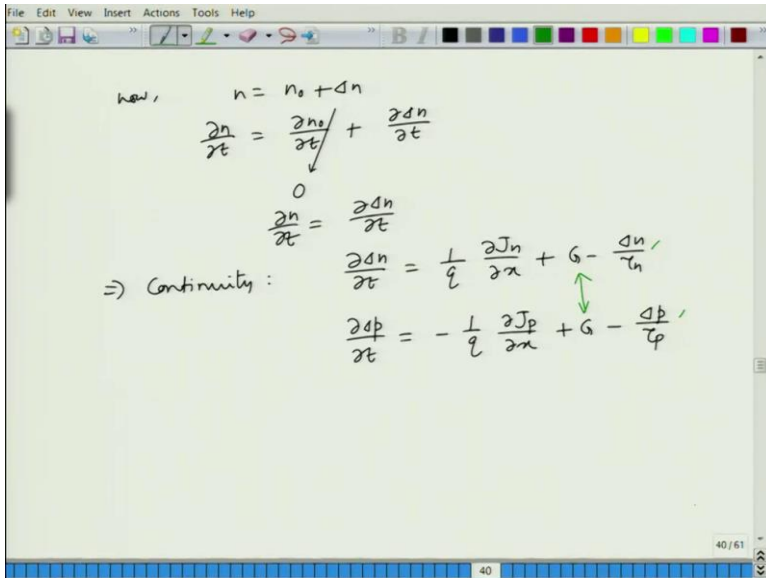 File Edit View Insert Actions Tools Help
now, n = n₀ + Δn
∂n/∂t = ∂n₀/∂t + ∂Δn/∂t
0
∂n/∂t = ∂Δn/∂t
⇒ Continuity : ∂Δn/∂t = 1/q ∂Jn/∂x + G - Δn/τn
∂Δp/∂t = - 1/q ∂Jp/∂x + G - Δp/τp
40/61
40